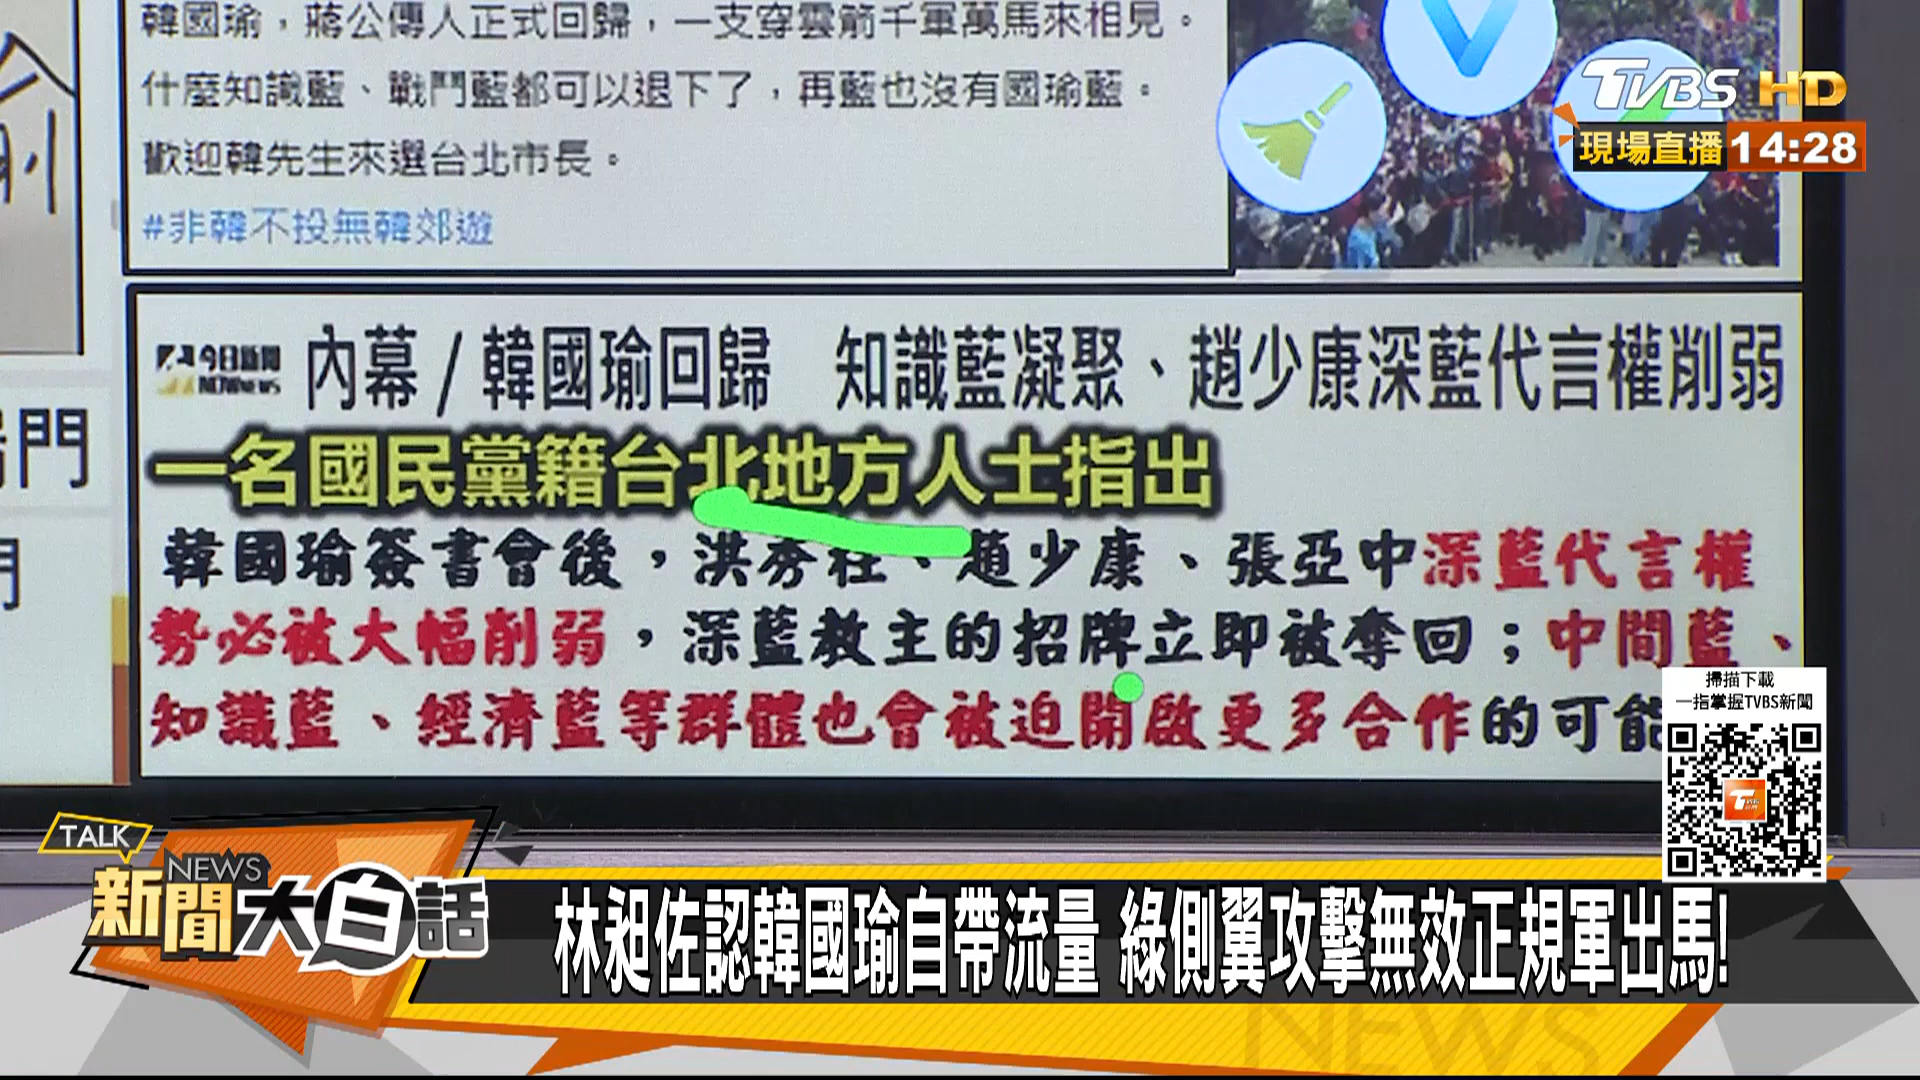 韓國瑜，蔣公傳人正式回歸，一支穿雲箭千軍萬馬來相見。
什麼知識藍、戰鬥藍都可以退下了，再藍也沒有國瑜藍。
歡迎韓先生來選台北市長。
#非韓不投無韓郊遊
TVBS HD
現場直播 14:28
今日新聞
NOWnews
內幕/韓國瑜回歸 知識藍凝聚、趙少康深藍代言權削弱
一名國民黨籍台北地方人士指出
韓國瑜簽書會後，洪秀柱、趙少康、張亞中深藍代言權
勢必被大幅削弱，深藍教主的招牌立即被奪回；中間藍、
知識藍、經濟藍等群體也會被迫開啟更多合作的可能
門
掃描下載
一指掌握TVBS新聞
TALK
NEWS
新聞大白話
林昶佐認韓國瑜自帶流量 綠側翼攻擊無效正規軍出馬!
NEWS